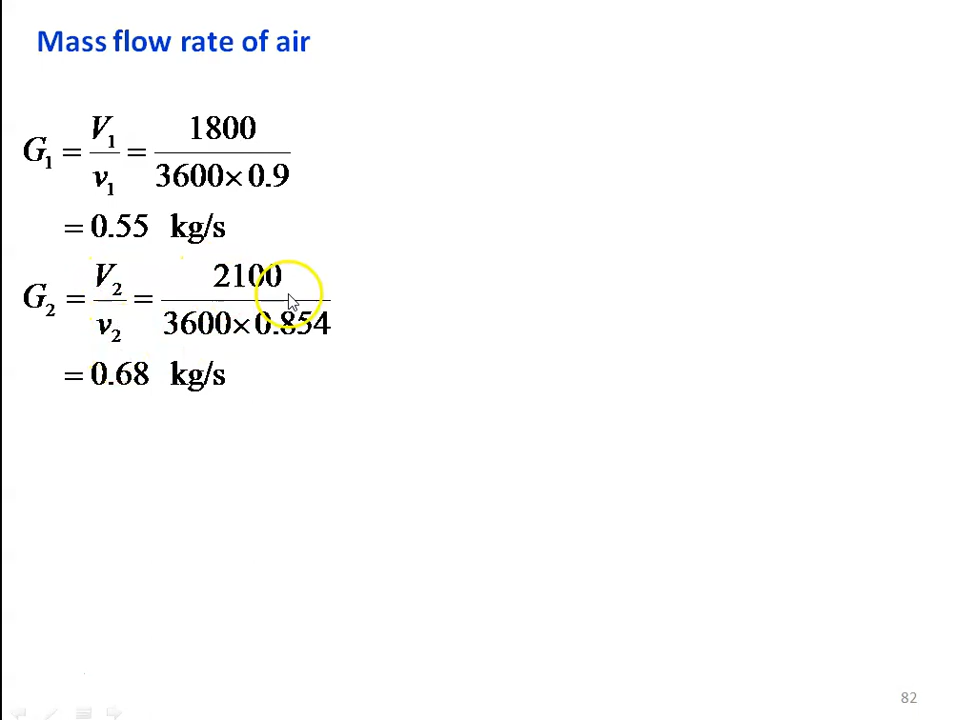 Mass flow rate of air
G₁ = V₁/v₁ = 1800/(3600×0.9)
= 0.55 kg/s
G₂ = V₂/v₂ = 2100/(3600×0.854)
= 0.68 kg/s
82